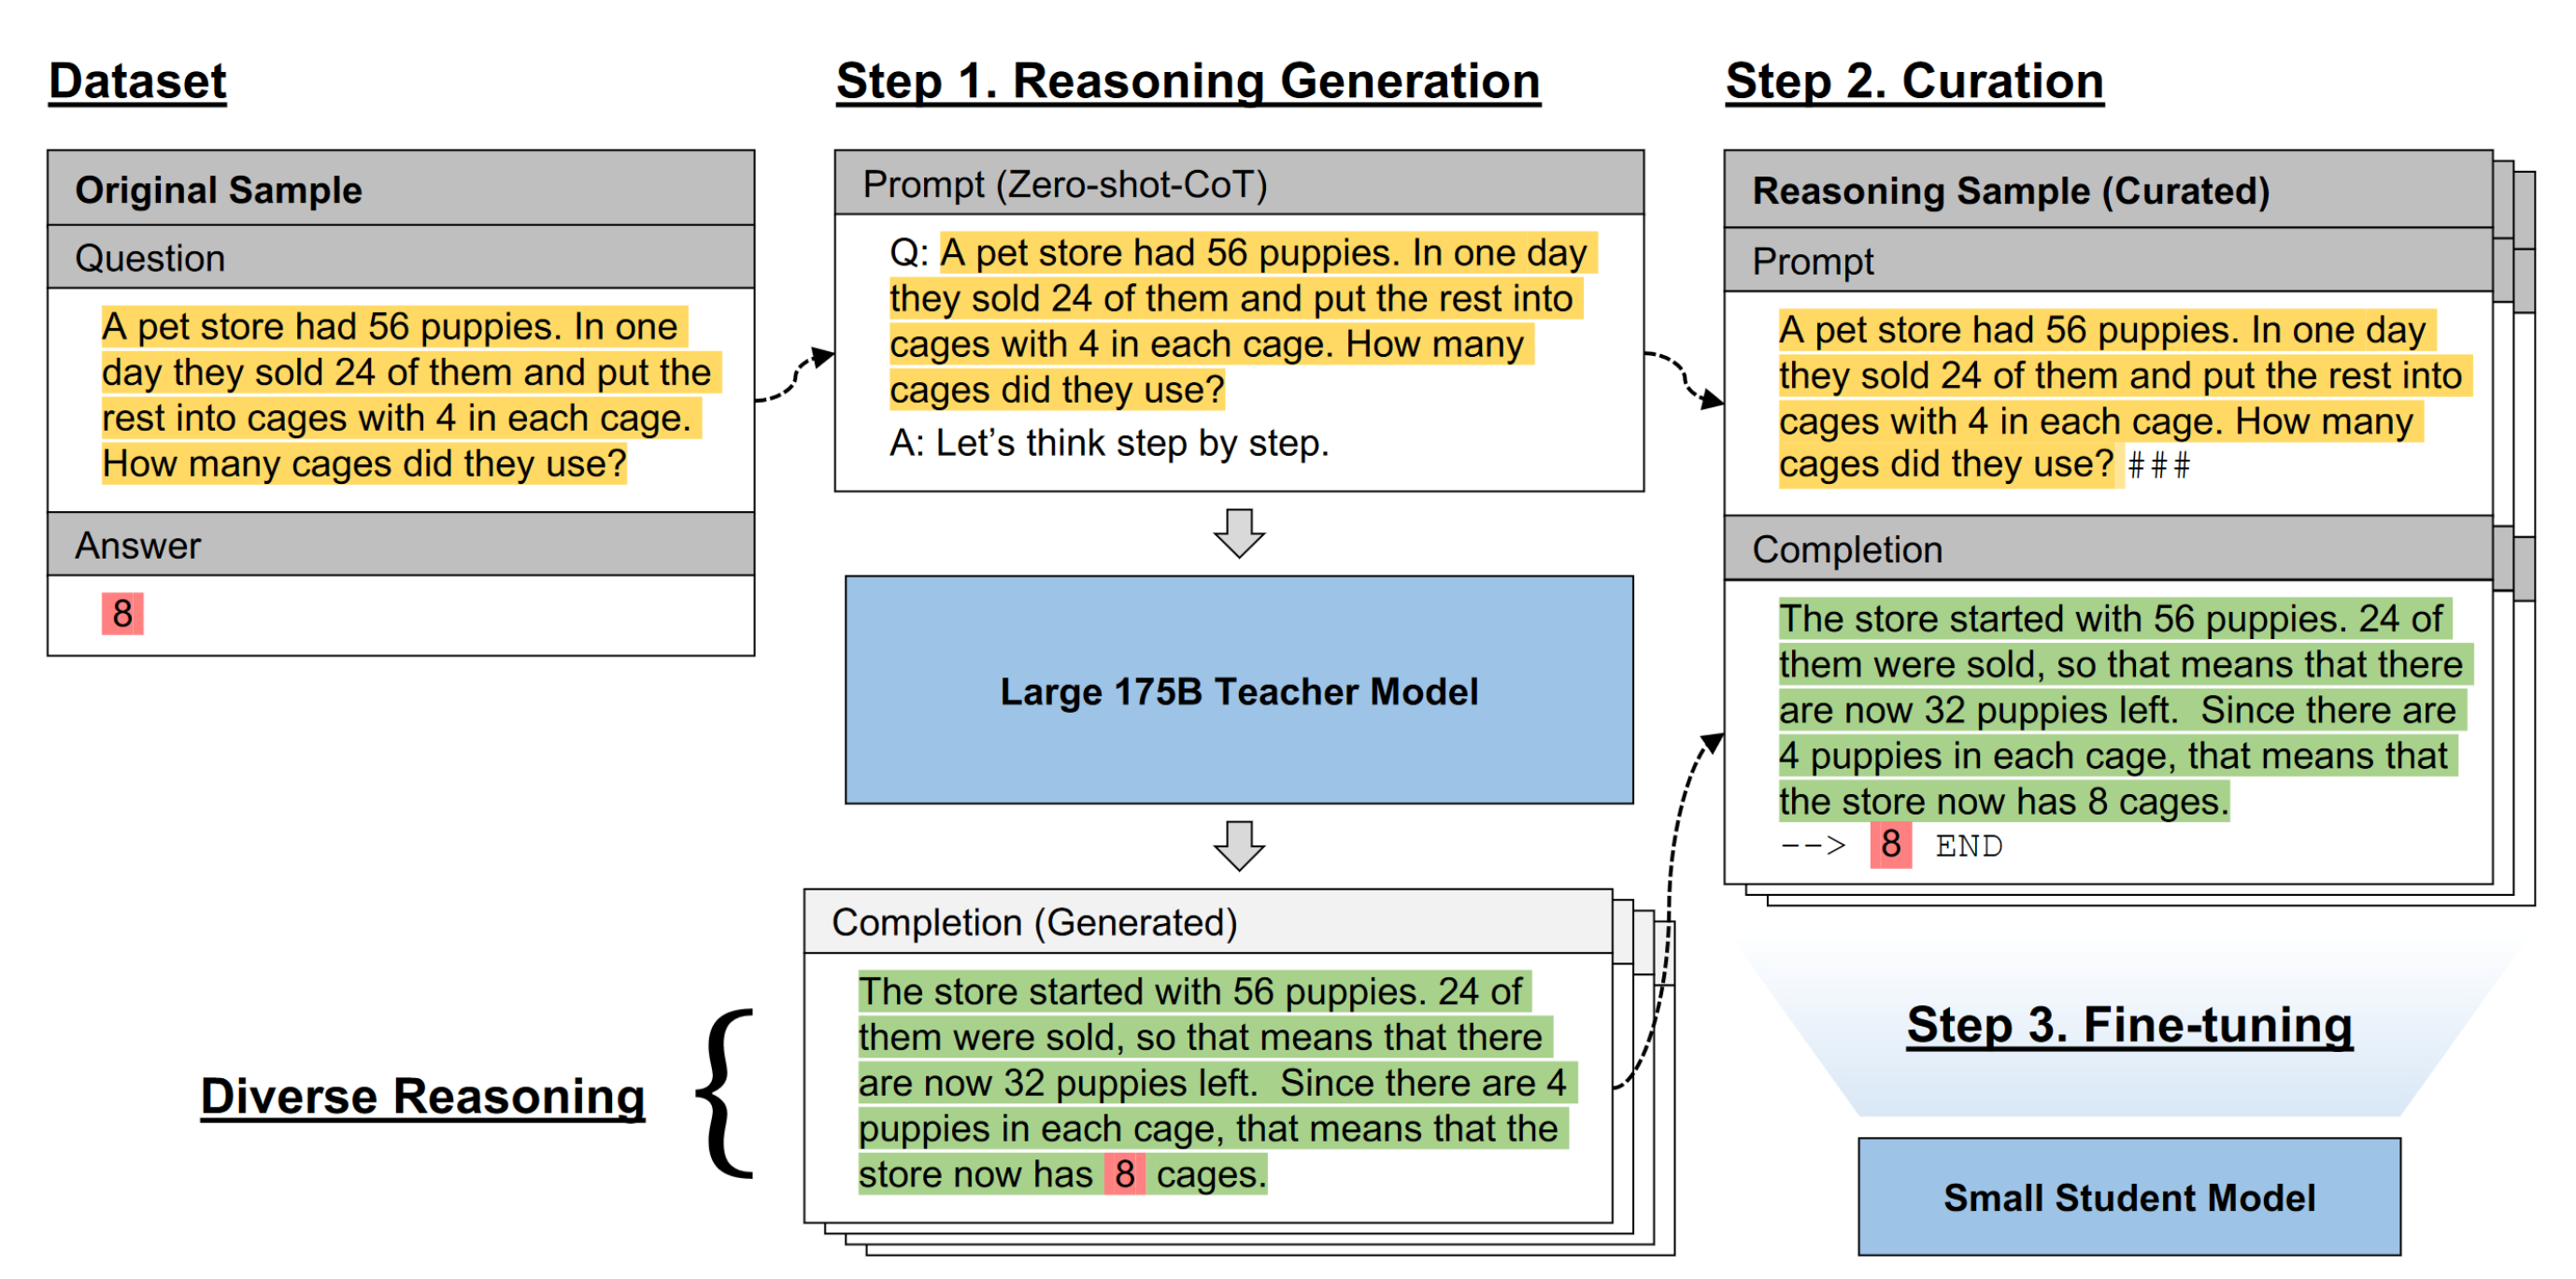 Dataset
Original Sample
Question
A pet store had 56 puppies. In one
day they sold 24 of them and put the
rest into cages with 4 in each cage.
How many cages did they use?
Answer
8
Step 1. Reasoning Generation
Prompt (Zero-shot-CoT)
Q: A pet store had 56 puppies. In one day
they sold 24 of them and put the rest into
cages with 4 in each cage. How many
cages did they use?
A: Let’s think step by step.
Large 175B Teacher Model
Completion (Generated)
Diverse Reasoning {
The store started with 56 puppies. 24 of
them were sold, so that means that there
are now 32 puppies left.  Since there are 4
puppies in each cage, that means that the
store now has 8 cages.
Step 2. Curation
Reasoning Sample (Curated)
Prompt
A pet store had 56 puppies. In one day
they sold 24 of them and put the rest into
cages with 4 in each cage. How many
cages did they use? ###
Completion
The store started with 56 puppies. 24 of
them were sold, so that means that there
are now 32 puppies left.  Since there are
4 puppies in each cage, that means that
the store now has 8 cages.
--> 8 END
Step 3. Fine-tuning
Small Student Model